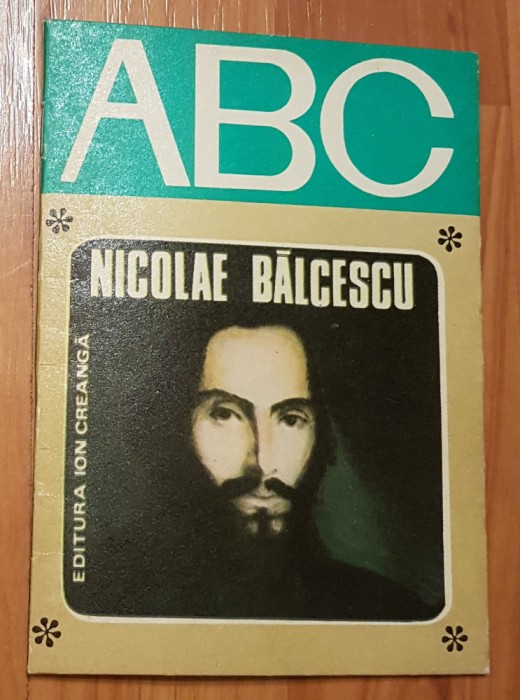 ABC
NICOLAE BĂLCESCU
EDITURA ION CREANGĂ